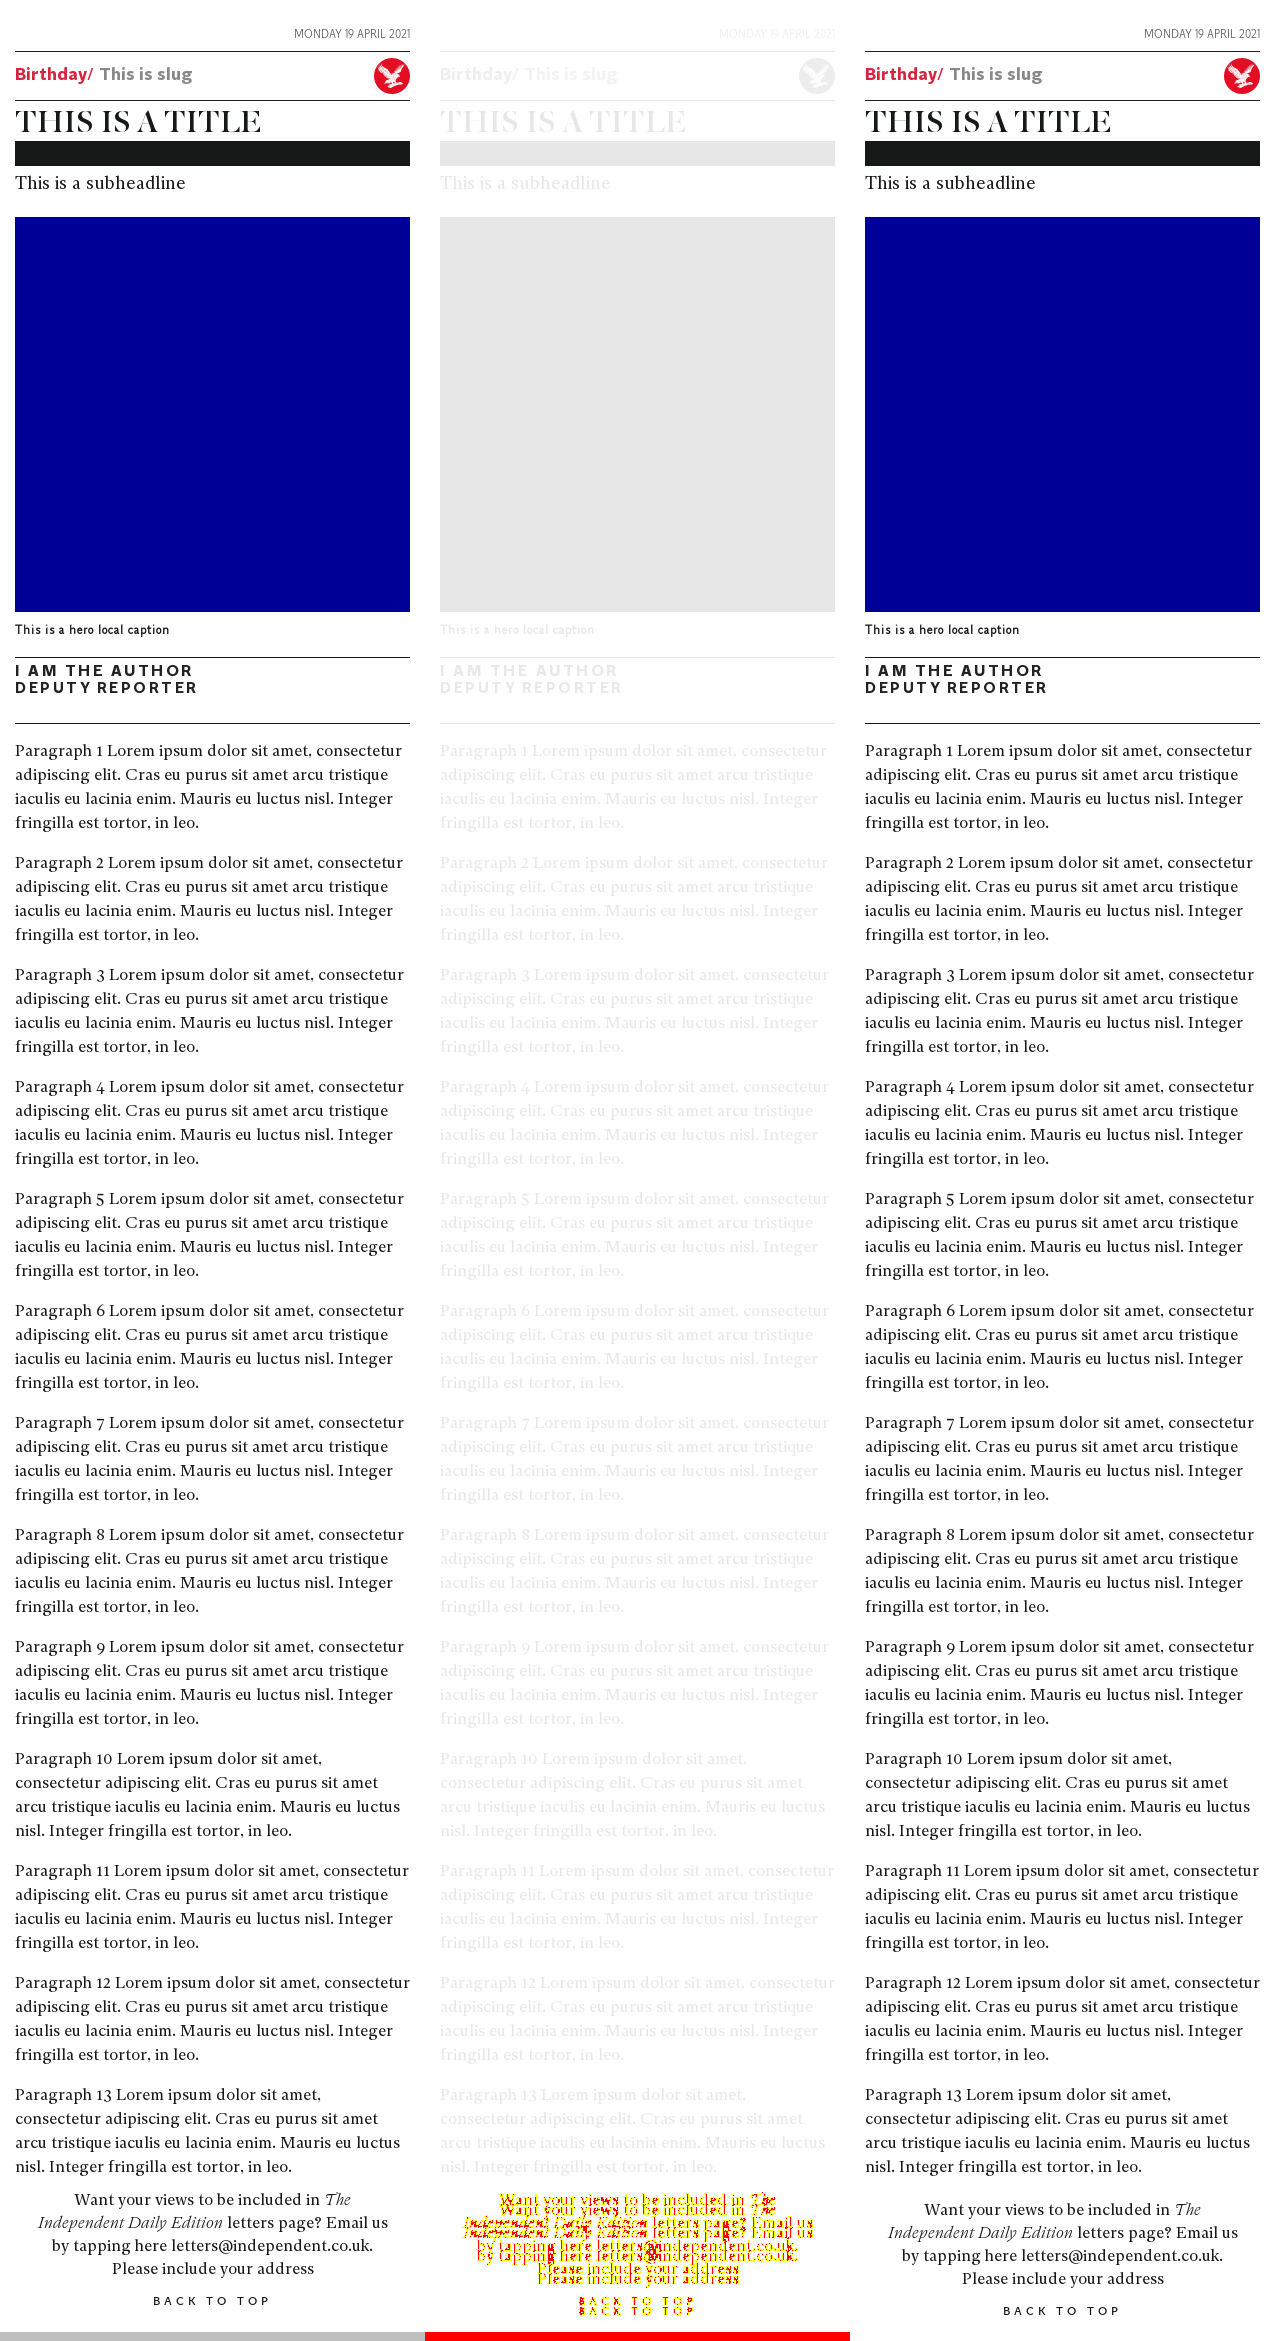 MONDAY 19 APRIL 2021
Birthday/ This is slug
THIS IS A TITLE
This is a subheadline
This is a hero local caption
I AM THE AUTHOR
DEPUTY REPORTER
Paragraph 1 Lorem ipsum dolor sit amet, consectetur
adipiscing elit. Cras eu purus sit amet arcu tristique
iaculis eu lacinia enim. Mauris eu luctus nisl. Integer
fringilla est tortor, in leo.
Paragraph 2 Lorem ipsum dolor sit amet, consectetur
adipiscing elit. Cras eu purus sit amet arcu tristique
iaculis eu lacinia enim. Mauris eu luctus nisl. Integer
fringilla est tortor, in leo.
Paragraph 3 Lorem ipsum dolor sit amet, consectetur
adipiscing elit. Cras eu purus sit amet arcu tristique
iaculis eu lacinia enim. Mauris eu luctus nisl. Integer
fringilla est tortor, in leo.
Paragraph 4 Lorem ipsum dolor sit amet, consectetur
adipiscing elit. Cras eu purus sit amet arcu tristique
iaculis eu lacinia enim. Mauris eu luctus nisl. Integer
fringilla est tortor, in leo.
Paragraph 5 Lorem ipsum dolor sit amet, consectetur
adipiscing elit. Cras eu purus sit amet arcu tristique
iaculis eu lacinia enim. Mauris eu luctus nisl. Integer
fringilla est tortor, in leo.
Paragraph 6 Lorem ipsum dolor sit amet, consectetur
adipiscing elit. Cras eu purus sit amet arcu tristique
iaculis eu lacinia enim. Mauris eu luctus nisl. Integer
fringilla est tortor, in leo.
Paragraph 7 Lorem ipsum dolor sit amet, consectetur
adipiscing elit. Cras eu purus sit amet arcu tristique
iaculis eu lacinia enim. Mauris eu luctus nisl. Integer
fringilla est tortor, in leo.
Paragraph 8 Lorem ipsum dolor sit amet, consectetur
adipiscing elit. Cras eu purus sit amet arcu tristique
iaculis eu lacinia enim. Mauris eu luctus nisl. Integer
fringilla est tortor, in leo.
Paragraph 9 Lorem ipsum dolor sit amet, consectetur
adipiscing elit. Cras eu purus sit amet arcu tristique
iaculis eu lacinia enim. Mauris eu luctus nisl. Integer
fringilla est tortor, in leo.
Paragraph 10 Lorem ipsum dolor sit amet,
consectetur adipiscing elit. Cras eu purus sit amet
arcu tristique iaculis eu lacinia enim. Mauris eu luctus
nisl. Integer fringilla est tortor, in leo.
Paragraph 11 Lorem ipsum dolor sit amet, consectetur
adipiscing elit. Cras eu purus sit amet arcu tristique
iaculis eu lacinia enim. Mauris eu luctus nisl. Integer
fringilla est tortor, in leo.
Paragraph 12 Lorem ipsum dolor sit amet, consectetur
adipiscing elit. Cras eu purus sit amet arcu tristique
iaculis eu lacinia enim. Mauris eu luctus nisl. Integer
fringilla est tortor, in leo.
Paragraph 13 Lorem ipsum dolor sit amet,
consectetur adipiscing elit. Cras eu purus sit amet
arcu tristique iaculis eu lacinia enim. Mauris eu luctus
nisl. Integer fringilla est tortor, in leo.
Want your views to be included in The
Independent Daily Edition letters page? Email us
by tapping here letters@independent.co.uk.
Please include your address
BACK TO TOP
MONDAY 19 APRIL 2021
Birthday/ This is slug
THIS IS A TITLE
This is a subheadline
This is a hero local caption
I AM THE AUTHOR
DEPUTY REPORTER
Paragraph 1 Lorem ipsum dolor sit amet, consectetur
adipiscing elit. Cras eu purus sit amet arcu tristique
iaculis eu lacinia enim. Mauris eu luctus nisl. Integer
fringilla est tortor, in leo.
Paragraph 2 Lorem ipsum dolor sit amet, consectetur
adipiscing elit. Cras eu purus sit amet arcu tristique
iaculis eu lacinia enim. Mauris eu luctus nisl. Integer
fringilla est tortor, in leo.
Paragraph 3 Lorem ipsum dolor sit amet, consectetur
adipiscing elit. Cras eu purus sit amet arcu tristique
iaculis eu lacinia enim. Mauris eu luctus nisl. Integer
fringilla est tortor, in leo.
Paragraph 4 Lorem ipsum dolor sit amet, consectetur
adipiscing elit. Cras eu purus sit amet arcu tristique
iaculis eu lacinia enim. Mauris eu luctus nisl. Integer
fringilla est tortor, in leo.
Paragraph 5 Lorem ipsum dolor sit amet, consectetur
adipiscing elit. Cras eu purus sit amet arcu tristique
iaculis eu lacinia enim. Mauris eu luctus nisl. Integer
fringilla est tortor, in leo.
Paragraph 6 Lorem ipsum dolor sit amet, consectetur
adipiscing elit. Cras eu purus sit amet arcu tristique
iaculis eu lacinia enim. Mauris eu luctus nisl. Integer
fringilla est tortor, in leo.
Paragraph 7 Lorem ipsum dolor sit amet, consectetur
adipiscing elit. Cras eu purus sit amet arcu tristique
iaculis eu lacinia enim. Mauris eu luctus nisl. Integer
fringilla est tortor, in leo.
Paragraph 8 Lorem ipsum dolor sit amet, consectetur
adipiscing elit. Cras eu purus sit amet arcu tristique
iaculis eu lacinia enim. Mauris eu luctus nisl. Integer
fringilla est tortor, in leo.
Paragraph 9 Lorem ipsum dolor sit amet, consectetur
adipiscing elit. Cras eu purus sit amet arcu tristique
iaculis eu lacinia enim. Mauris eu luctus nisl. Integer
fringilla est tortor, in leo.
Paragraph 10 Lorem ipsum dolor sit amet,
consectetur adipiscing elit. Cras eu purus sit amet
arcu tristique iaculis eu lacinia enim. Mauris eu luctus
nisl. Integer fringilla est tortor, in leo.
Paragraph 11 Lorem ipsum dolor sit amet, consectetur
adipiscing elit. Cras eu purus sit amet arcu tristique
iaculis eu lacinia enim. Mauris eu luctus nisl. Integer
fringilla est tortor, in leo.
Paragraph 12 Lorem ipsum dolor sit amet, consectetur
adipiscing elit. Cras eu purus sit amet arcu tristique
iaculis eu lacinia enim. Mauris eu luctus nisl. Integer
fringilla est tortor, in leo.
Paragraph 13 Lorem ipsum dolor sit amet,
consectetur adipiscing elit. Cras eu purus sit amet
arcu tristique iaculis eu lacinia enim. Mauris eu luctus
nisl. Integer fringilla est tortor, in leo.
Want your views to be included in The
Want your views to be included in The
Independent Daily Edition letters page? Email us
Independent Daily Edition letters page? Email us
by tapping here letters@independent.co.uk.
by tapping here letters@independent.co.uk.
Please include your address
Please include your address
BACK TO TOP
BACK TO TOP
MONDAY 19 APRIL 2021
Birthday/ This is slug
THIS IS A TITLE
This is a subheadline
This is a hero local caption
I AM THE AUTHOR
DEPUTY REPORTER
Paragraph 1 Lorem ipsum dolor sit amet, consectetur
adipiscing elit. Cras eu purus sit amet arcu tristique
iaculis eu lacinia enim. Mauris eu luctus nisl. Integer
fringilla est tortor, in leo.
Paragraph 2 Lorem ipsum dolor sit amet, consectetur
adipiscing elit. Cras eu purus sit amet arcu tristique
iaculis eu lacinia enim. Mauris eu luctus nisl. Integer
fringilla est tortor, in leo.
Paragraph 3 Lorem ipsum dolor sit amet, consectetur
adipiscing elit. Cras eu purus sit amet arcu tristique
iaculis eu lacinia enim. Mauris eu luctus nisl. Integer
fringilla est tortor, in leo.
Paragraph 4 Lorem ipsum dolor sit amet, consectetur
adipiscing elit. Cras eu purus sit amet arcu tristique
iaculis eu lacinia enim. Mauris eu luctus nisl. Integer
fringilla est tortor, in leo.
Paragraph 5 Lorem ipsum dolor sit amet, consectetur
adipiscing elit. Cras eu purus sit amet arcu tristique
iaculis eu lacinia enim. Mauris eu luctus nisl. Integer
fringilla est tortor, in leo.
Paragraph 6 Lorem ipsum dolor sit amet, consectetur
adipiscing elit. Cras eu purus sit amet arcu tristique
iaculis eu lacinia enim. Mauris eu luctus nisl. Integer
fringilla est tortor, in leo.
Paragraph 7 Lorem ipsum dolor sit amet, consectetur
adipiscing elit. Cras eu purus sit amet arcu tristique
iaculis eu lacinia enim. Mauris eu luctus nisl. Integer
fringilla est tortor, in leo.
Paragraph 8 Lorem ipsum dolor sit amet, consectetur
adipiscing elit. Cras eu purus sit amet arcu tristique
iaculis eu lacinia enim. Mauris eu luctus nisl. Integer
fringilla est tortor, in leo.
Paragraph 9 Lorem ipsum dolor sit amet, consectetur
adipiscing elit. Cras eu purus sit amet arcu tristique
iaculis eu lacinia enim. Mauris eu luctus nisl. Integer
fringilla est tortor, in leo.
Paragraph 10 Lorem ipsum dolor sit amet,
consectetur adipiscing elit. Cras eu purus sit amet
arcu tristique iaculis eu lacinia enim. Mauris eu luctus
nisl. Integer fringilla est tortor, in leo.
Paragraph 11 Lorem ipsum dolor sit amet, consectetur
adipiscing elit. Cras eu purus sit amet arcu tristique
iaculis eu lacinia enim. Mauris eu luctus nisl. Integer
fringilla est tortor, in leo.
Paragraph 12 Lorem ipsum dolor sit amet, consectetur
adipiscing elit. Cras eu purus sit amet arcu tristique
iaculis eu lacinia enim. Mauris eu luctus nisl. Integer
fringilla est tortor, in leo.
Paragraph 13 Lorem ipsum dolor sit amet,
consectetur adipiscing elit. Cras eu purus sit amet
arcu tristique iaculis eu lacinia enim. Mauris eu luctus
nisl. Integer fringilla est tortor, in leo.
Want your views to be included in The
Independent Daily Edition letters page? Email us
by tapping here letters@independent.co.uk.
Please include your address
BACK TO TOP